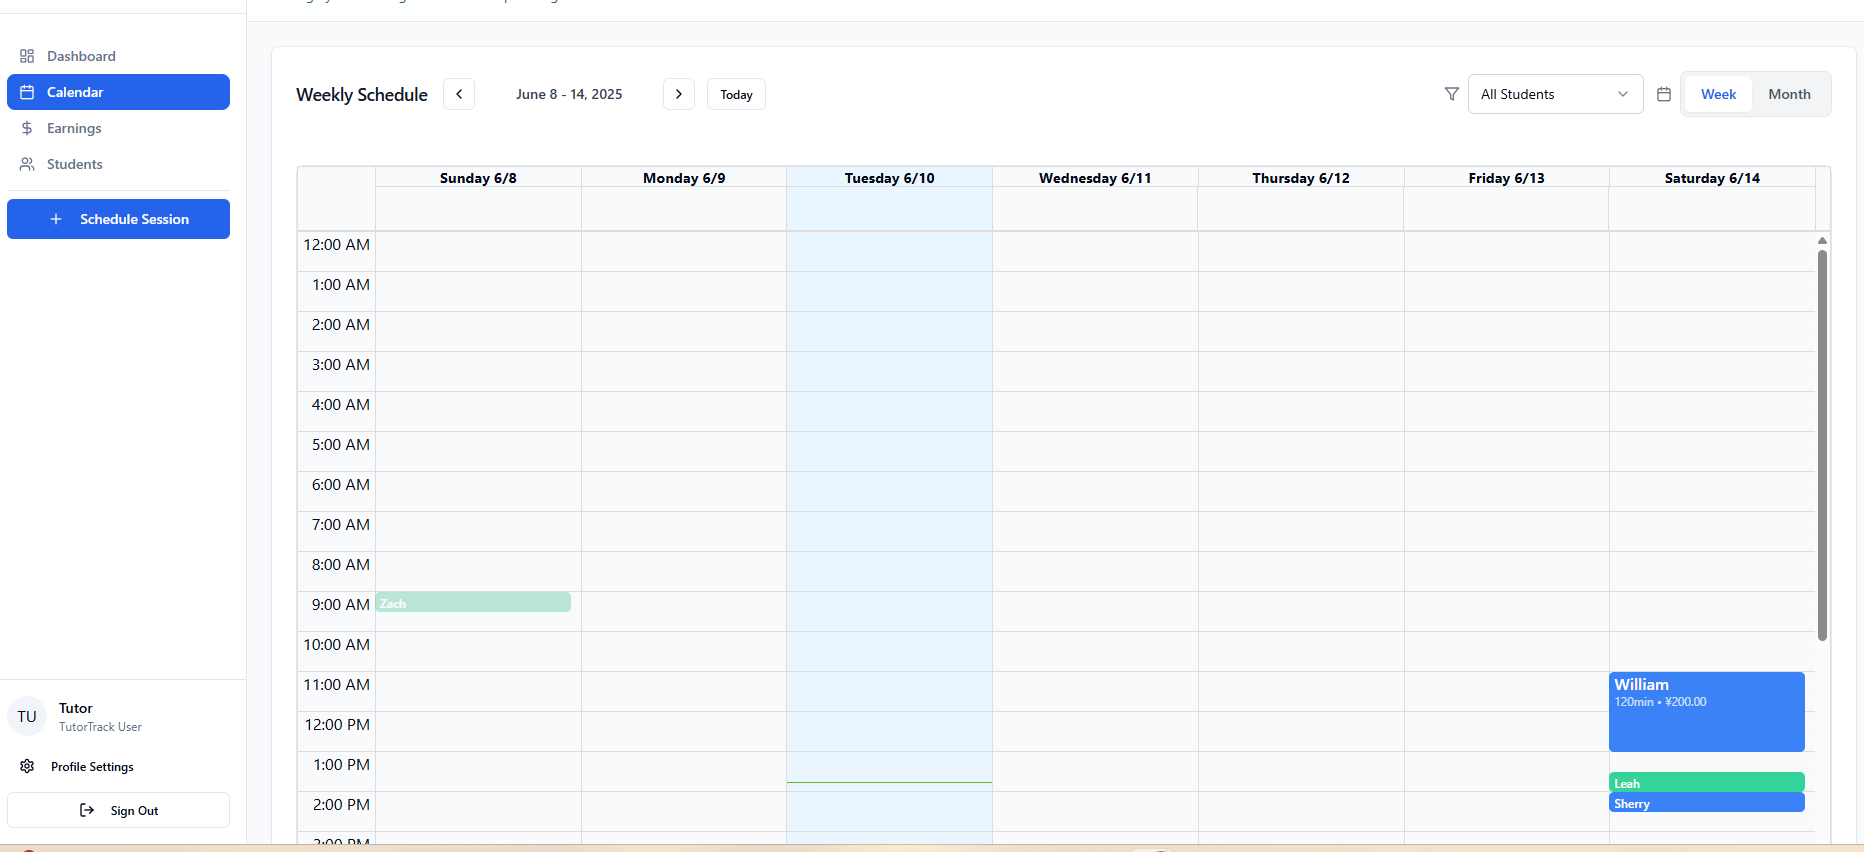 Dashboard
Calendar
Earnings
Students
Schedule Session
Tutor
TU
TutorTrack User
Profile Settings
Sign Out
Weekly Schedule
June 8 - 14, 2025
Today
All Students
Week
Month
Sunday 6/8
Monday 6/9
Tuesday 6/10
Wednesday 6/11
Thursday 6/12
Friday 6/13
Saturday 6/14
12:00 AM
1:00 AM
2:00 AM
3:00 AM
4:00 AM
5:00 AM
6:00 AM
7:00 AM
8:00 AM
9:00 AM
Zach
10:00 AM
11:00 AM
William
120min • ¥200.00
12:00 PM
1:00 PM
Leah
2:00 PM
Sherry
3:00 PM